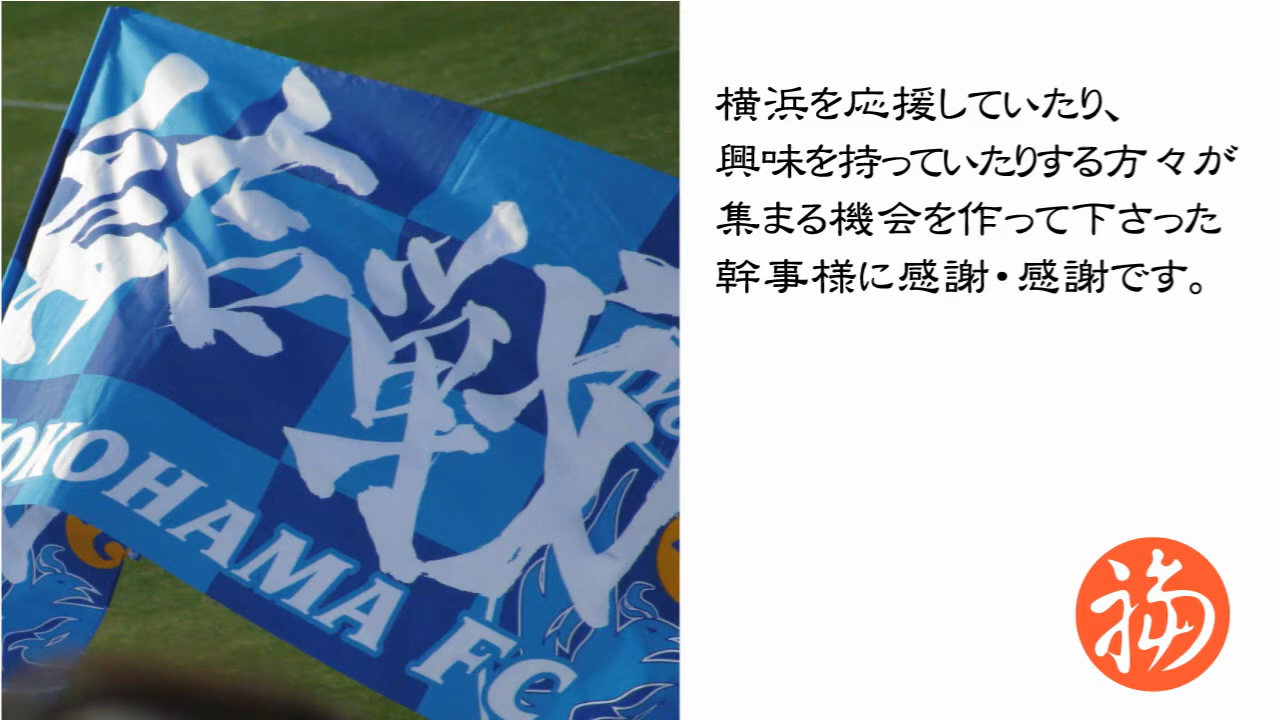 横浜を応援していたり、
興味を持っていたりする方々が
集まる機会を作って下さった
幹事様に感謝・感謝です。
戦
YOKOHAMA FC